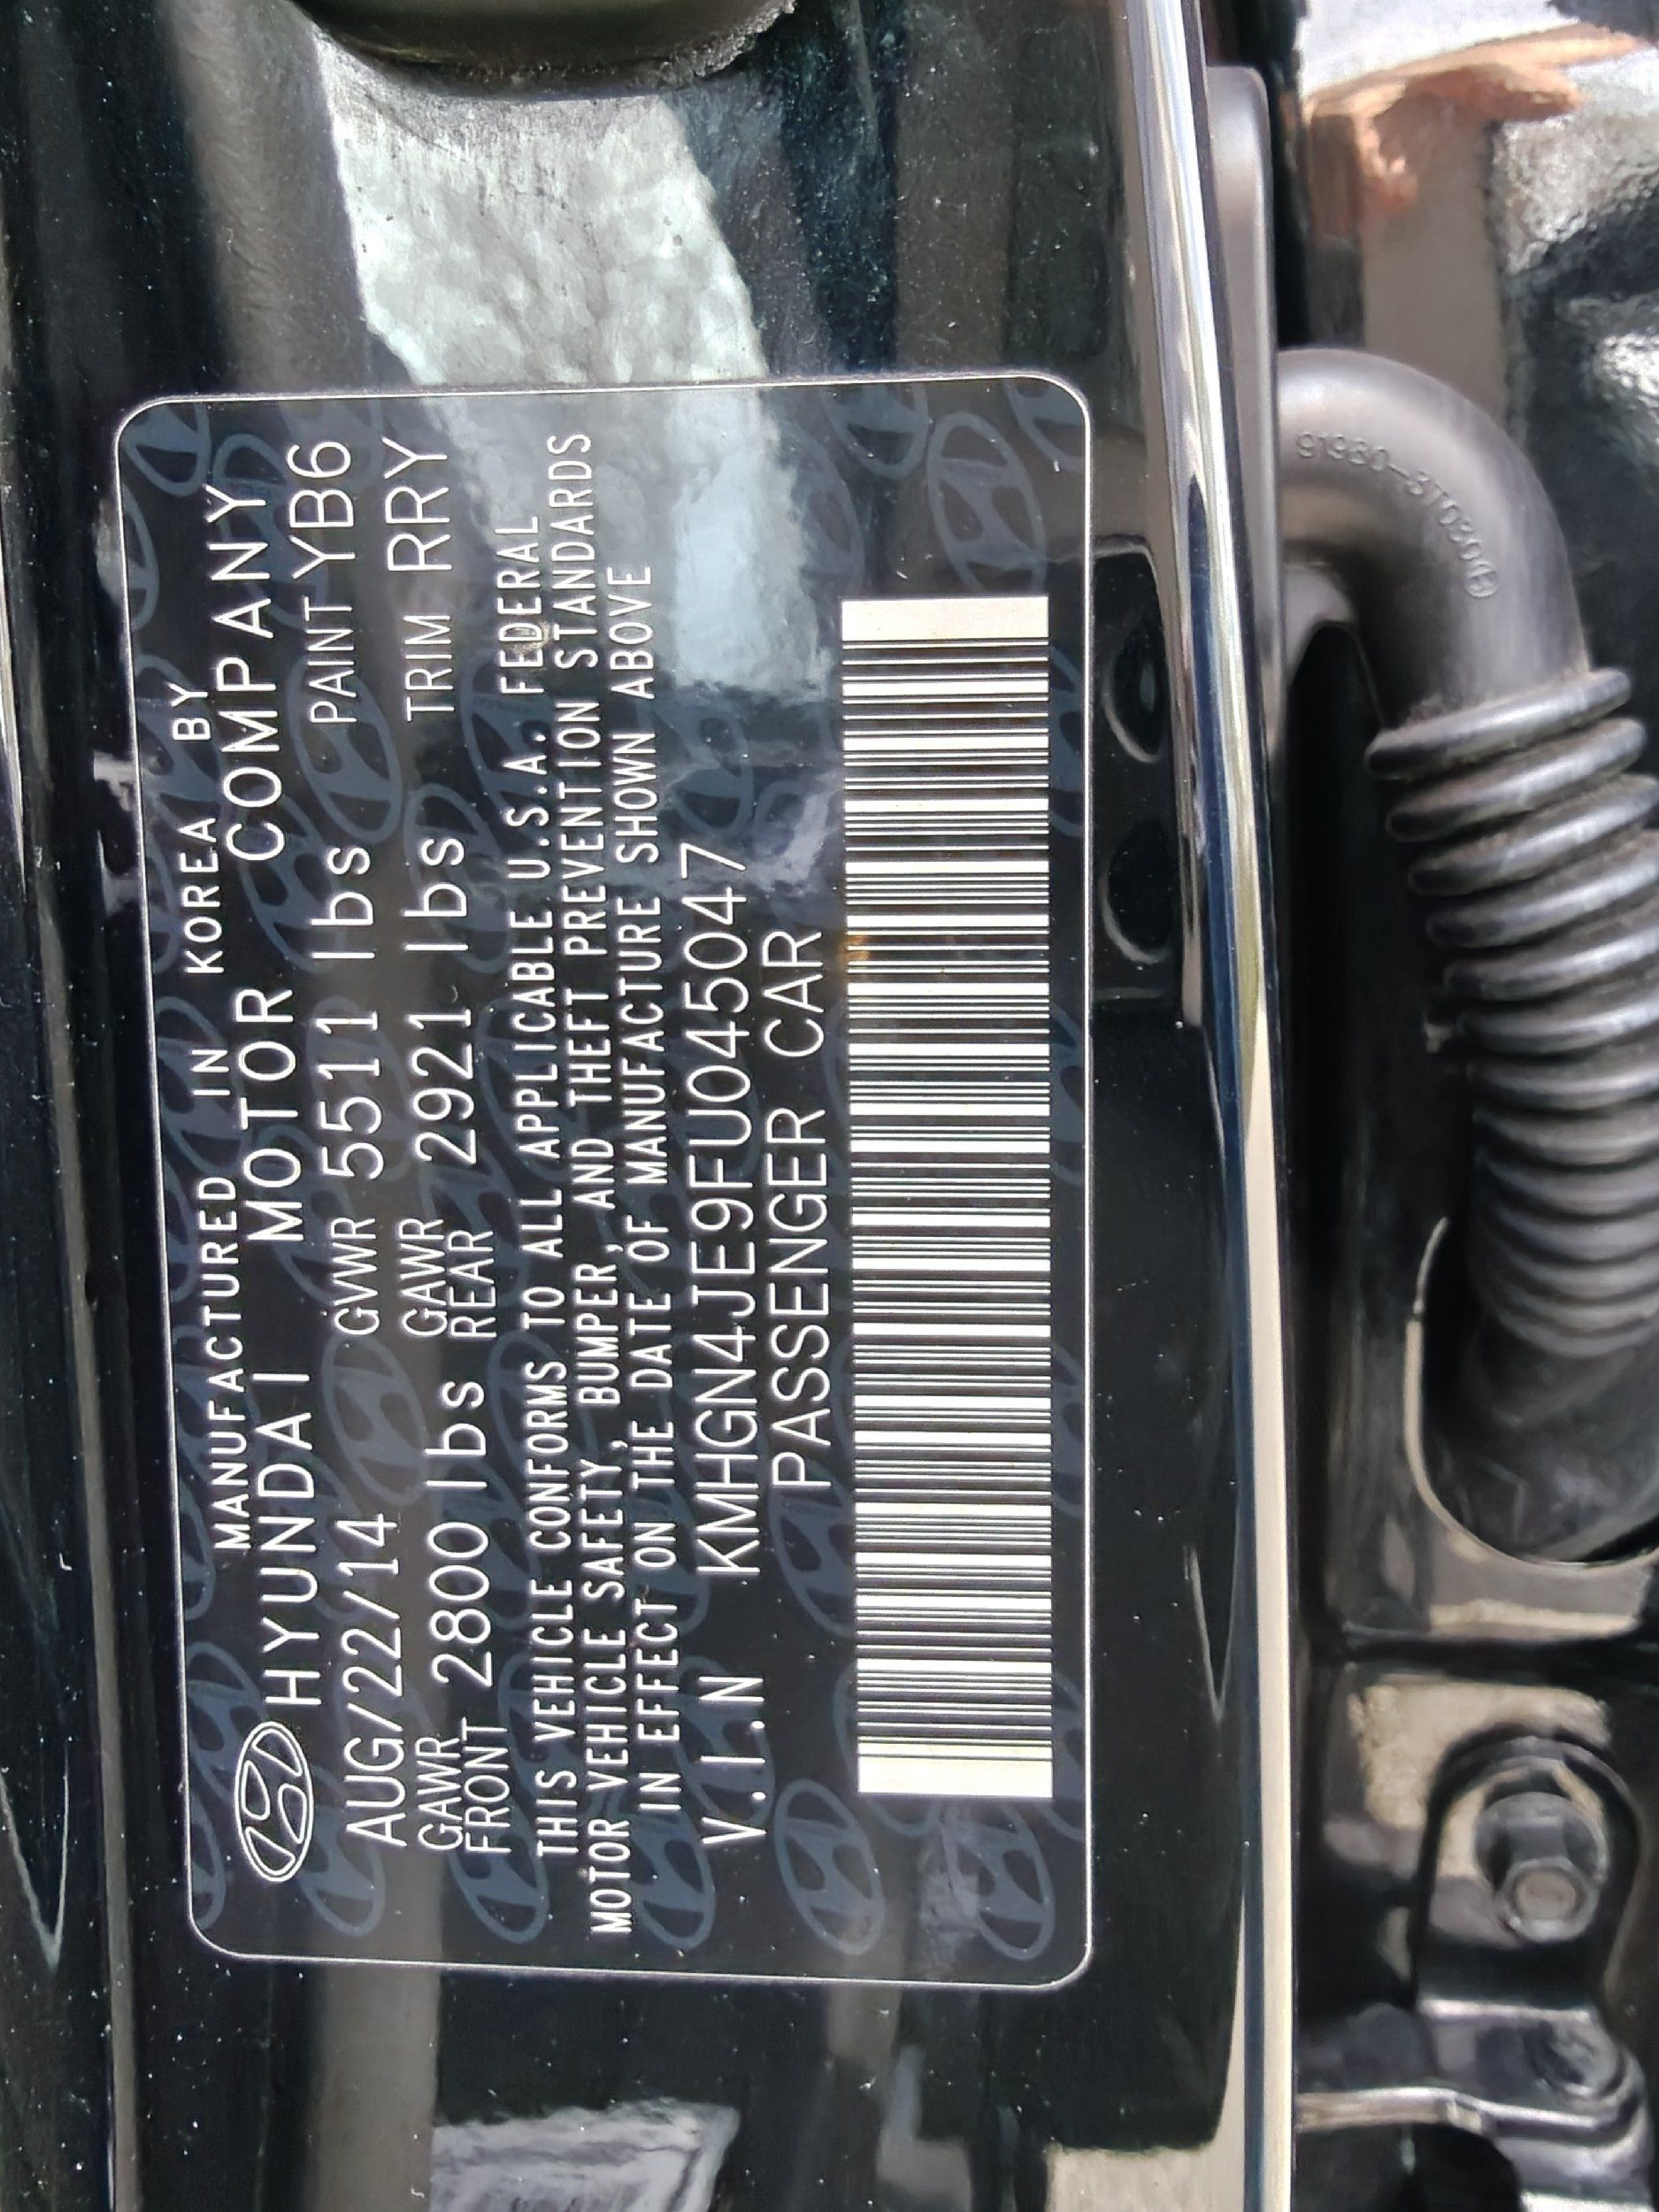 MANUFACTURED IN KOREA BY
HYUNDAI MOTOR COMPANY
AUG/22/14 GVWR 5511 lbs PAINT YB6
GAWR FRONT 2800 lbs GAWR REAR 2921 lbs TRIM RRY
THIS VEHICLE CONFORMS TO ALL APPLICABLE U.S.A. FEDERAL
MOTOR VEHICLE SAFETY, BUMPER, AND THEFT PREVENTION STANDARDS
IN EFFECT ON THE DATE OF MANUFACTURE SHOWN ABOVE
V.I.N KMHGN4JE9FU045047
PASSENGER CAR
91980-3T030